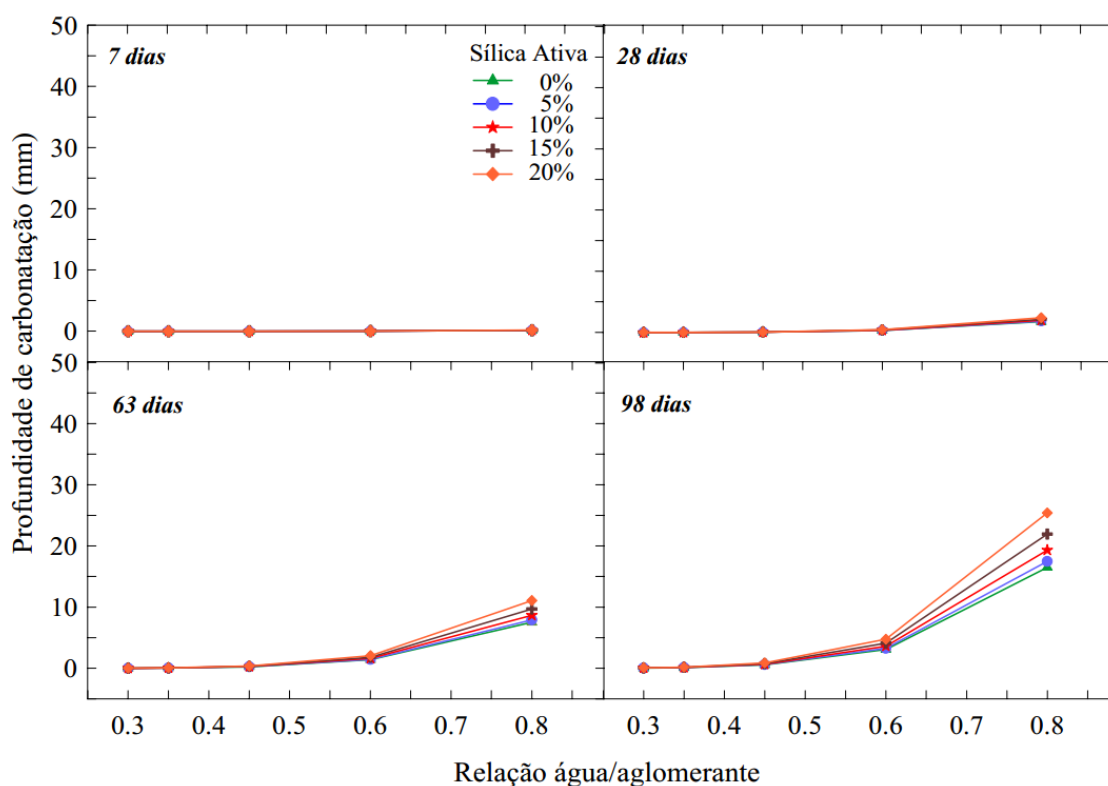 7 dias
Sílica Ativa
0%
5%
10%
15%
20%
28 dias
50
40
30
20
10
0
63 dias
98 dias
50
40
30
20
10
0
Profundidade de carbonatação (mm)
0.3 0.4 0.5 0.6 0.7 0.8
0.3 0.4 0.5 0.6 0.7 0.8
Relação água/aglomerante